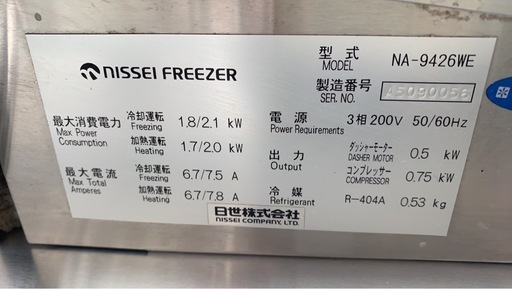 NISSEI FREEZER
型式 MODEL NA-9426WE
製造番号 SER. NO. A5090058
最大消費電力 Max Power Consumption
冷却運転 Freezing 1.8/2.1 kW
加熱運転 Heating 1.7/2.0 kW
最大電流 Max Total Amperes
冷却運転 Freezing 6.7/7.5 A
加熱運転 Heating 6.7/7.8 A
電源 Power Requirements 3相200V 50/60Hz
出力 Output
ダッシャーモーター DASHER MOTOR 0.5 kW
コンプレッサー COMPRESSOR 0.75 kW
冷媒 Refrigerant R-404A 0.53 kg
日世株式会社
NISSEI COMPANY, LTD.